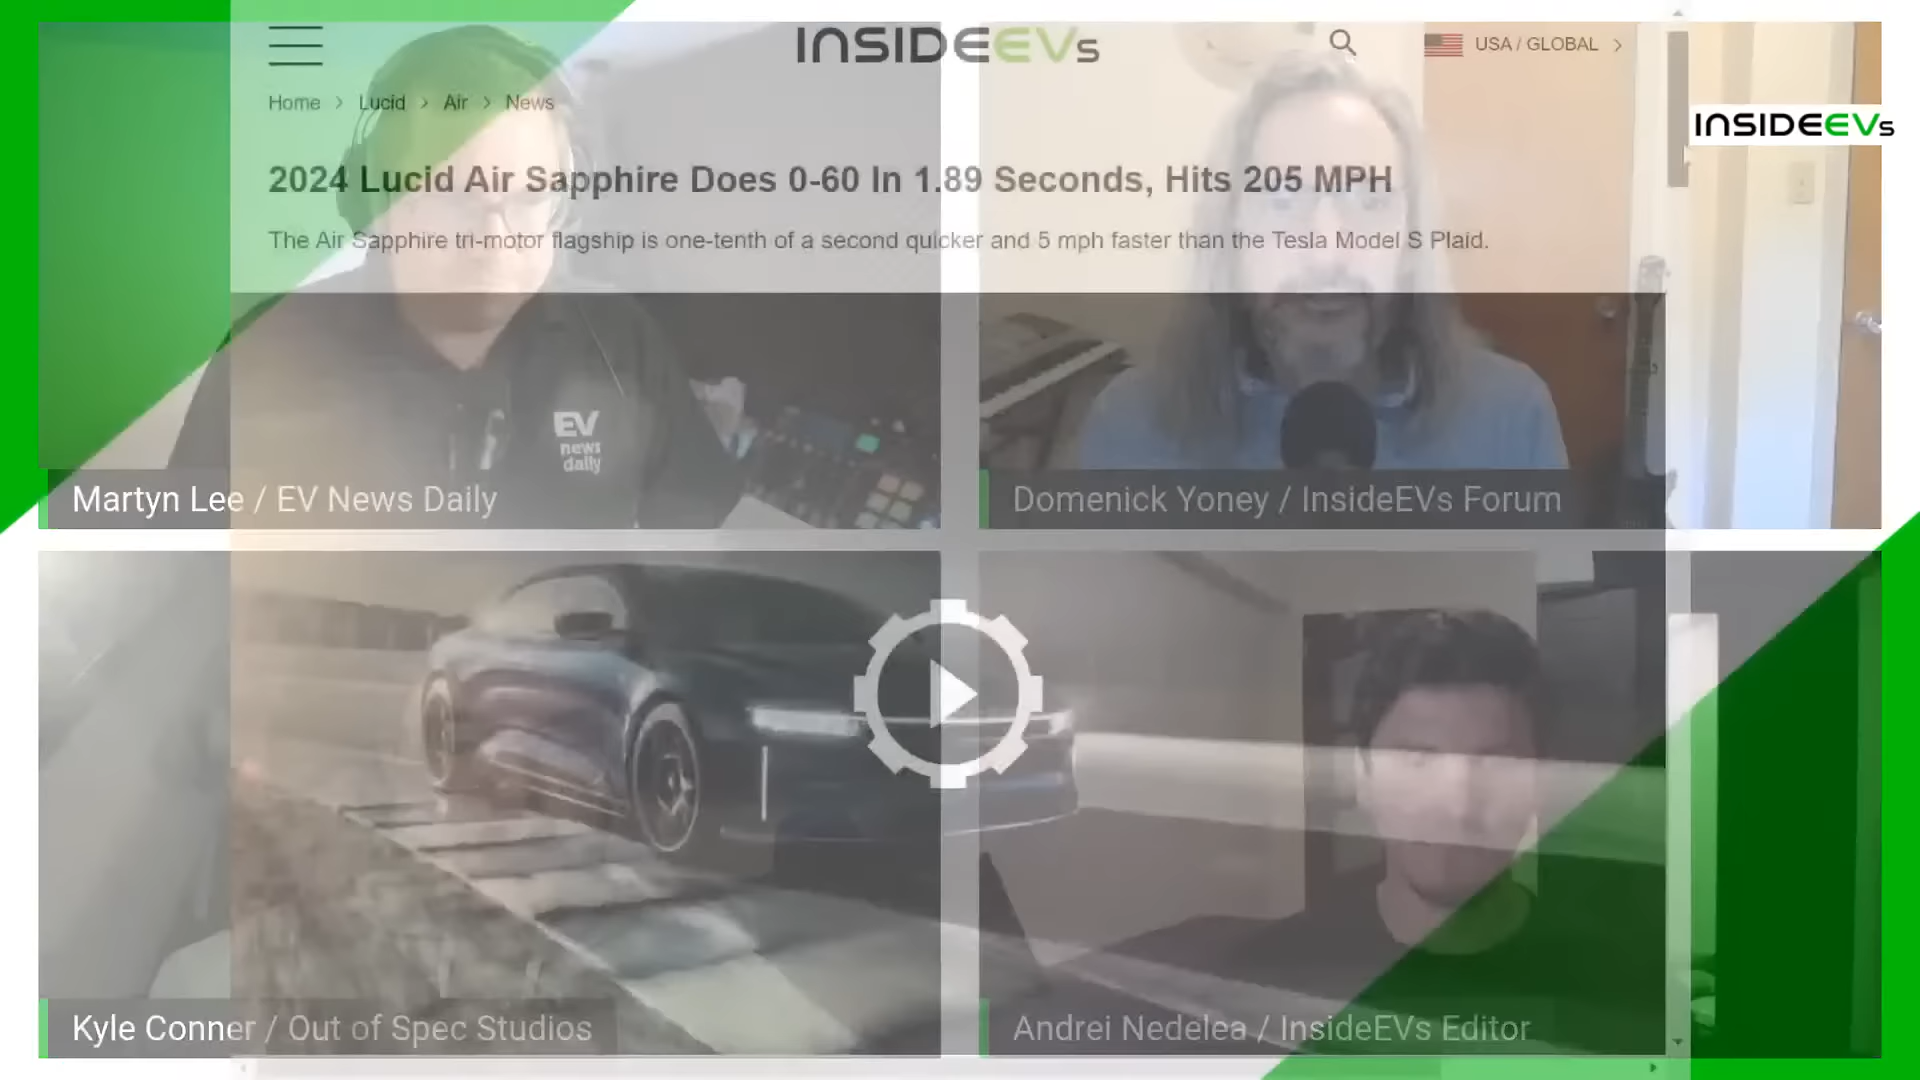 INSIDEEVs
USA / GLOBAL
Home > Lucid > Air > News
INSIDEEVs
2024 Lucid Air Sapphire Does 0-60 In 1.89 Seconds, Hits 205 MPH
The Air Sapphire tri-motor flagship is one-tenth of a second quicker and 5 mph faster than the Tesla Model S Plaid.
EV
news
daily
Martyn Lee / EV News Daily
Domenick Yoney / InsideEVs Forum
Kyle Conner / Out of Spec Studios
Andrei Nedelea / InsideEVs Editor